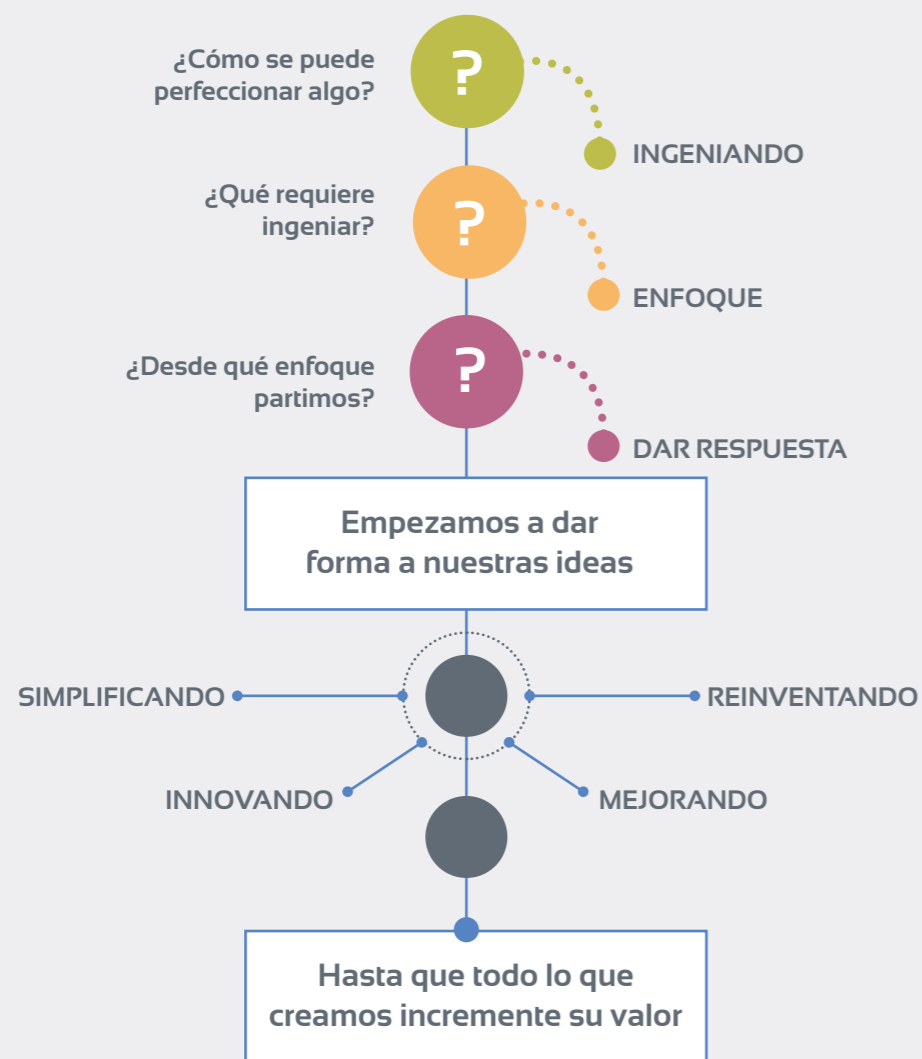 ¿Cómo se puede
perfeccionar algo?
?
INGENIANDO
¿Qué requiere
ingeniar?
?
ENFOQUE
¿Desde qué enfoque
partimos?
?
DAR RESPUESTA
Empezamos a dar
forma a nuestras ideas
SIMPLIFICANDO
REINVENTANDO
INNOVANDO
MEJORANDO
Hasta que todo lo que
creamos incremente su valor